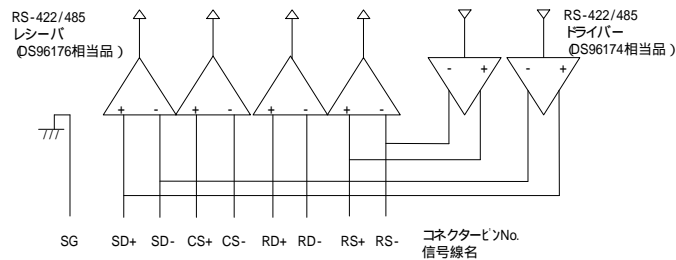 RS-422/485
レシーバ
(DS96176相当品)
RS-422/485
ドライバー
(DS96174相当品)
- + - +
+ - + - + - + -
SG SD+ SD- CS+ CS- RD+ RD- RS+ RS-
コネクターピンNo.
信号線名